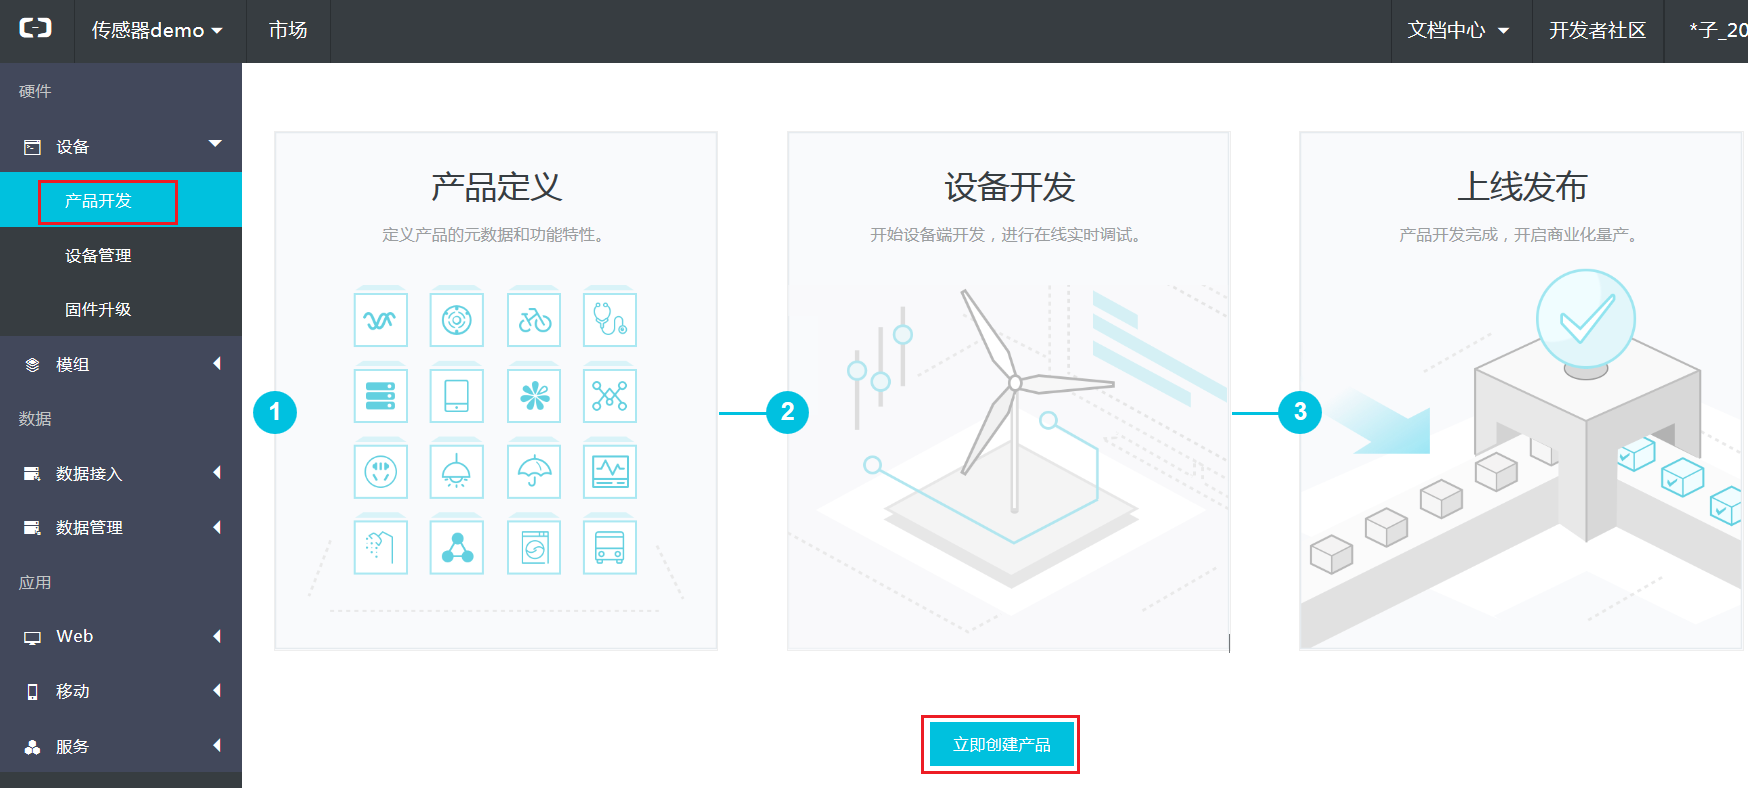 传感器demo
市场
文档中心
开发者社区
*子_20
硬件
设备
产品开发
设备管理
固件升级
模组
数据
数据接入
数据管理
应用
Web
移动
服务
产品定义
定义产品的元数据和功能特性。
设备开发
开始设备端开发，进行在线实时调试。
上线发布
产品开发完成，开启商业化量产。
1
2
3
立即创建产品